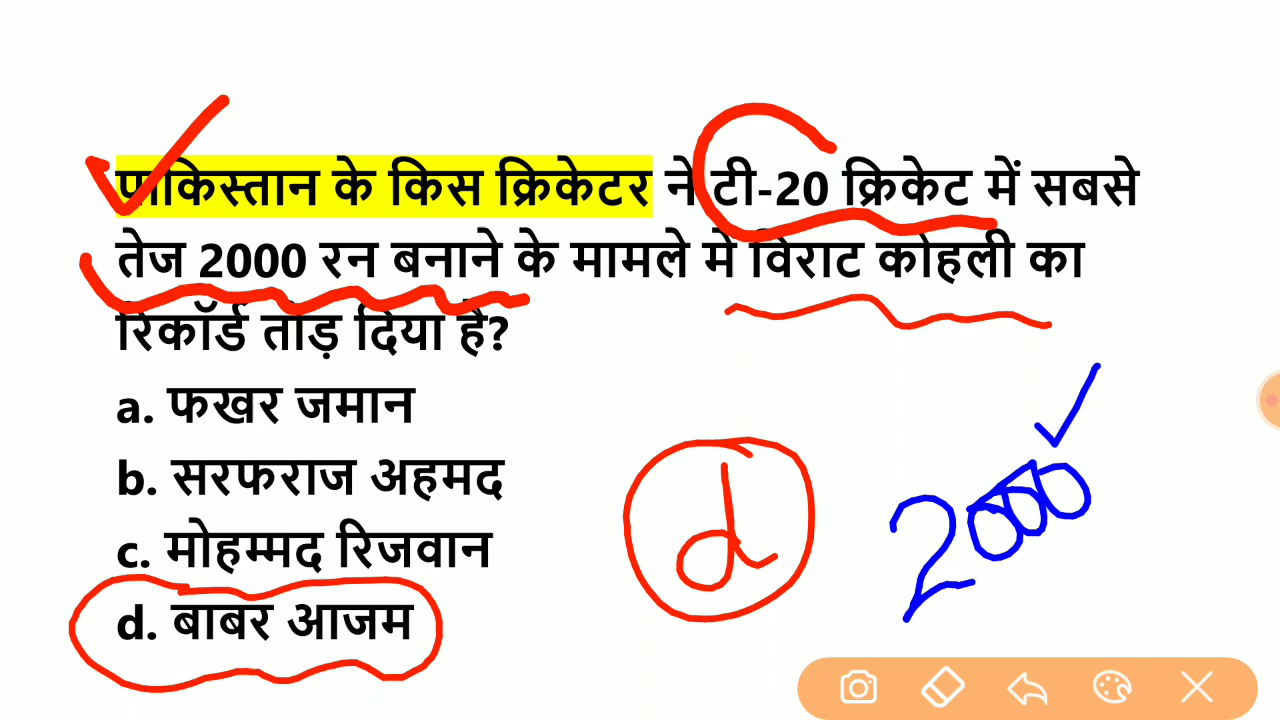 पाकिस्तान के किस क्रिकेटर ने टी-20 क्रिकेट में सबसे
तेज 2000 रन बनाने के मामले में विराट कोहली का
रिकॉर्ड तोड़ दिया है?
a. फखर जमान
b. सरफराज अहमद
c. मोहम्मद रिजवान
d. बाबर आजम
d
2000